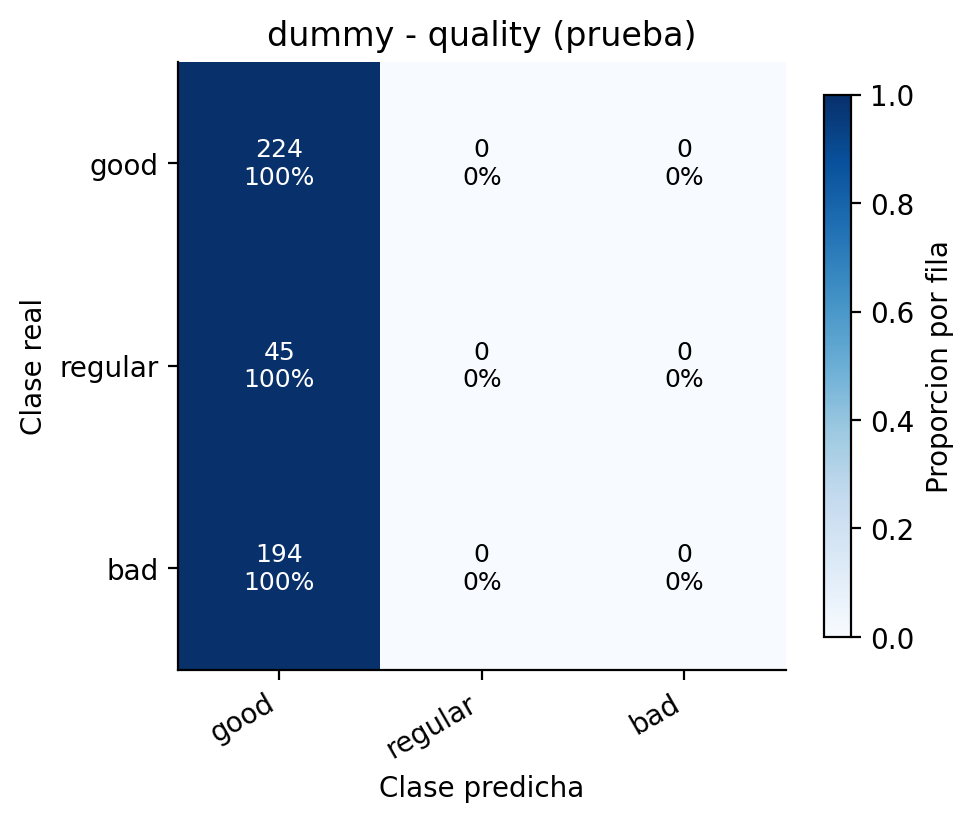 dummy - quality (prueba)
good
224
100%
0
0%
0
0%
regular
45
100%
0
0%
0
0%
bad
194
100%
0
0%
0
0%
good
regular
bad
Clase predicha
Clase real
1.0
0.8
0.6
0.4
0.2
0.0
Proporcion por fila